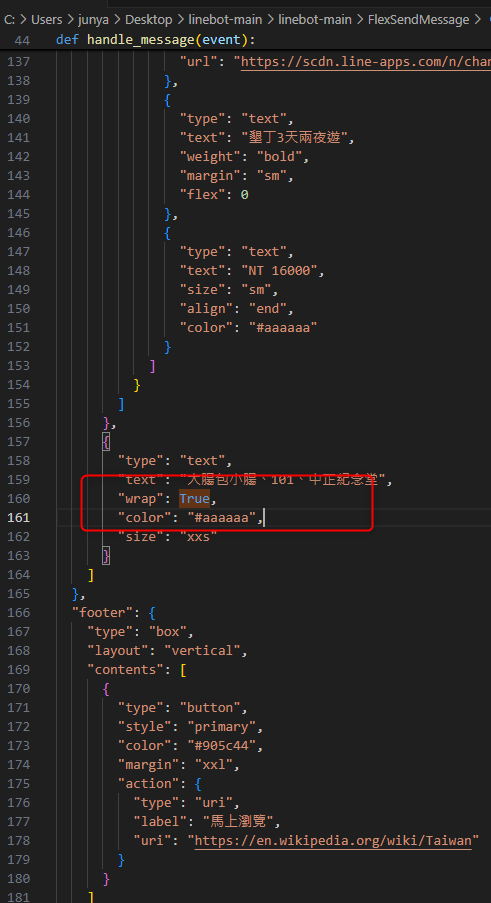 C: > Users > junya > Desktop > linebot-main > linebot-main > FlexSendMessage >
44 def handle_message(event):
137 "url": "https://scdn.line-apps.com/n/chan
138 },
139 {
140 "type": "text",
141 "text": "墾丁3天兩夜遊",
142 "weight": "bold",
143 "margin": "sm",
144 "flex": 0
145 },
146 {
147 "type": "text",
148 "text": "NT 16000",
149 "size": "sm",
150 "align": "end",
151 "color": "#aaaaaa"
152 }
153 ]
154 }
155 ]
156 },
157 {
158 "type": "text",
159 "text": "大腸包小腸、101、中正紀念堂",
160 "wrap": True,
161 "color": "#aaaaaa",
162 "size": "xxs"
163 }
164 ]
165 },
166 "footer": {
167 "type": "box",
168 "layout": "vertical",
169 "contents": [
170 {
171 "type": "button",
172 "style": "primary",
173 "color": "#905c44",
174 "margin": "xxl",
175 "action": {
176 "type": "uri",
177 "label": "馬上瀏覽",
178 "uri": "https://en.wikipedia.org/wiki/Taiwan"
179 }
180 }
181 ]